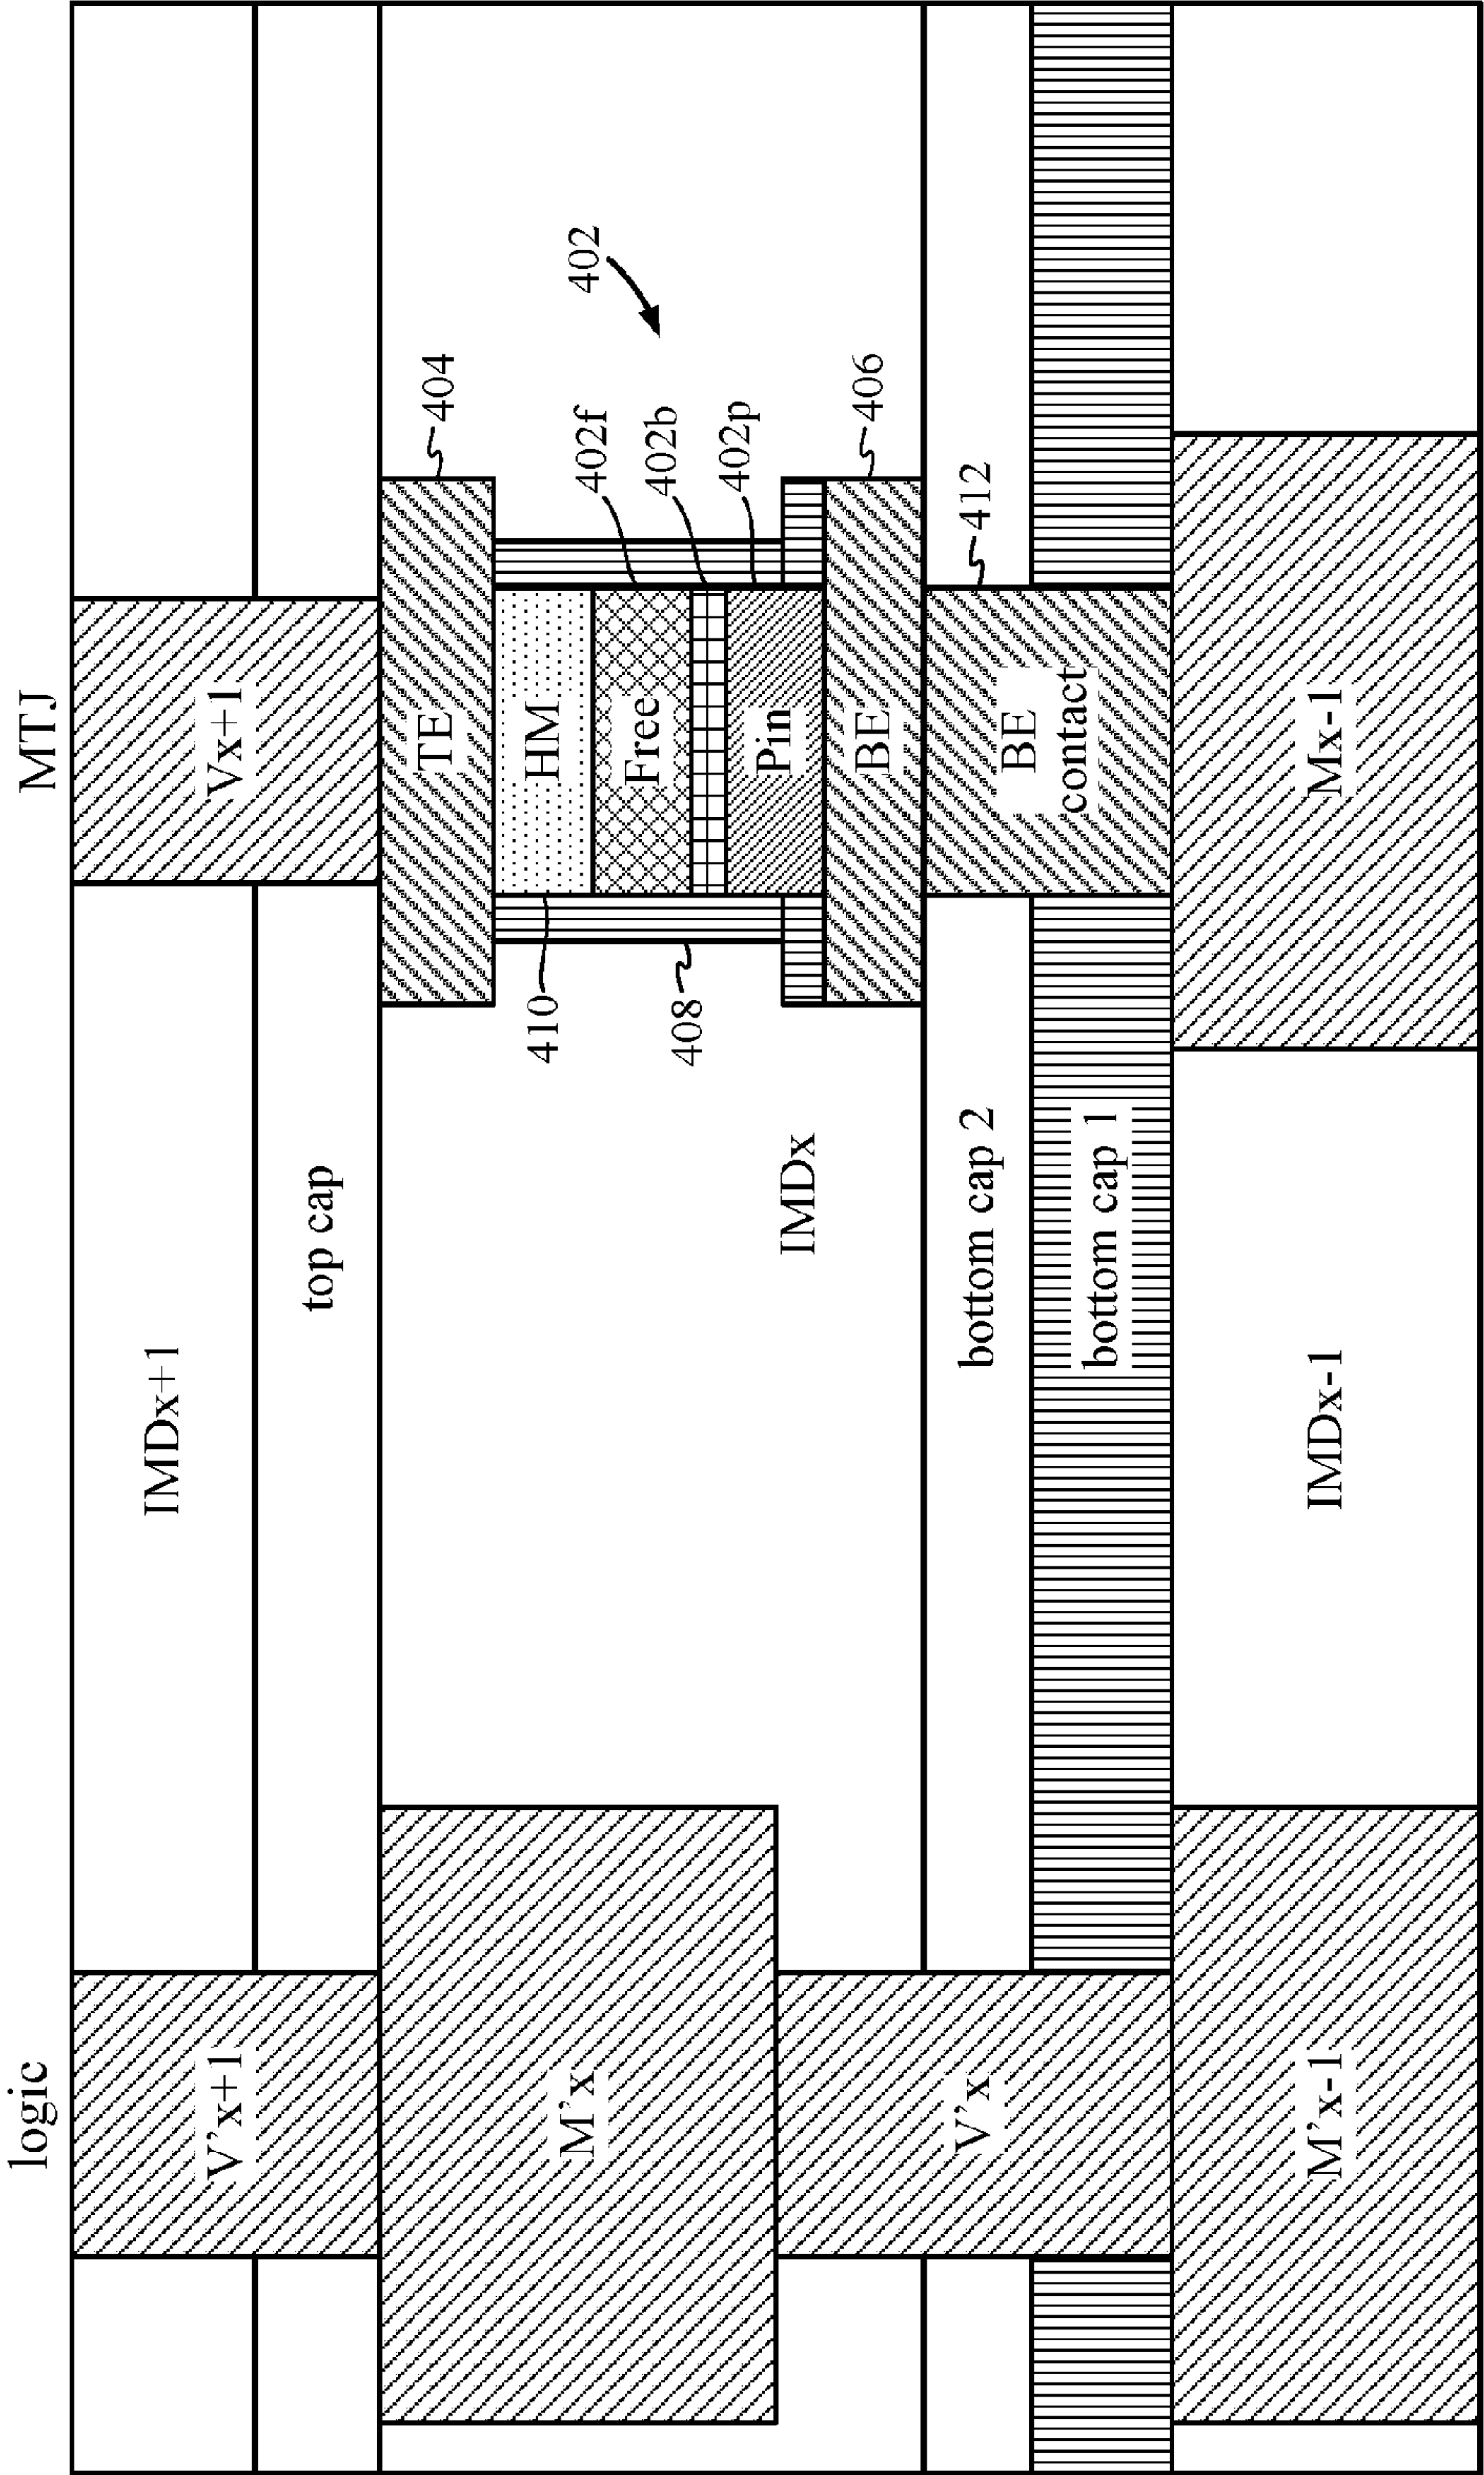 logic
MTJ
V'x+1
IMDx+1
Vx+1
top cap
M'x
TE
404
HM
410
Free
402f
402
402b
408
Pin
402p
IMDx
BE
406
V'x
bottom cap 2
BE
contact
412
bottom cap 1
M'x-1
IMDx-1
Mx-1